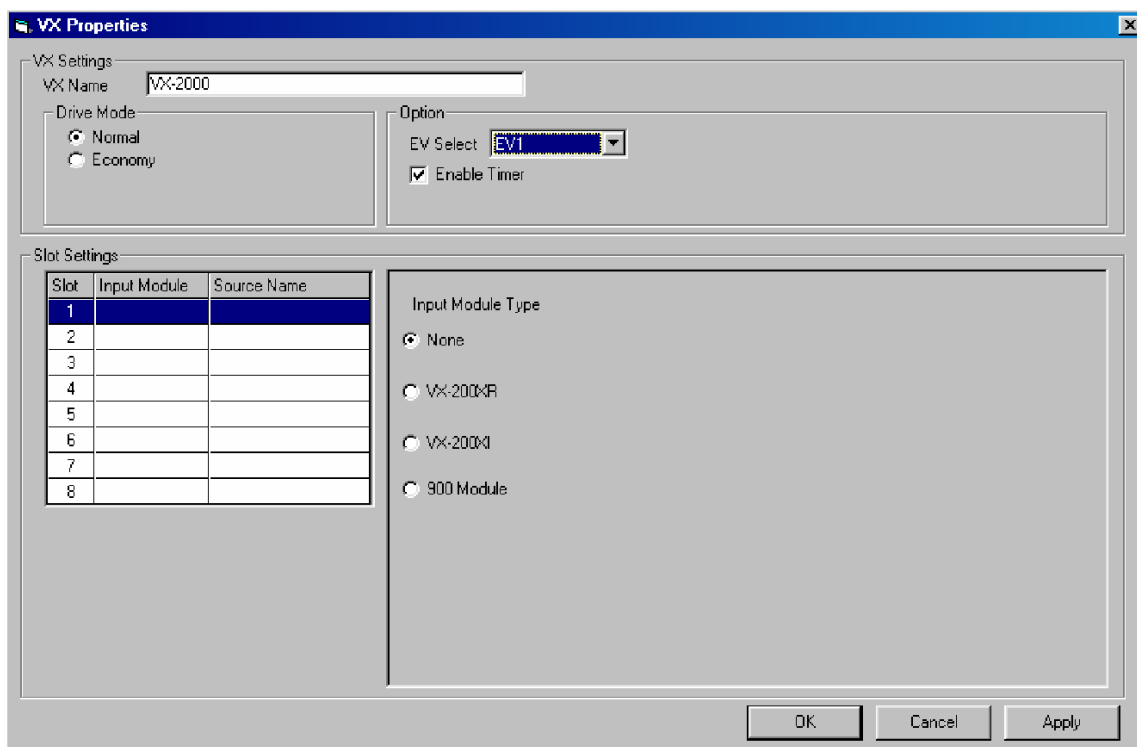 VX Properties
VX Settings
VX Name VX-2000
Drive Mode
Normal
Economy
Option
EV Select EV1
Enable Timer
Slot Settings
Slot Input Module Source Name
1
2
3
4
5
6
7
8
Input Module Type
None
VX-200XR
VX-200XI
900 Module
OK Cancel Apply